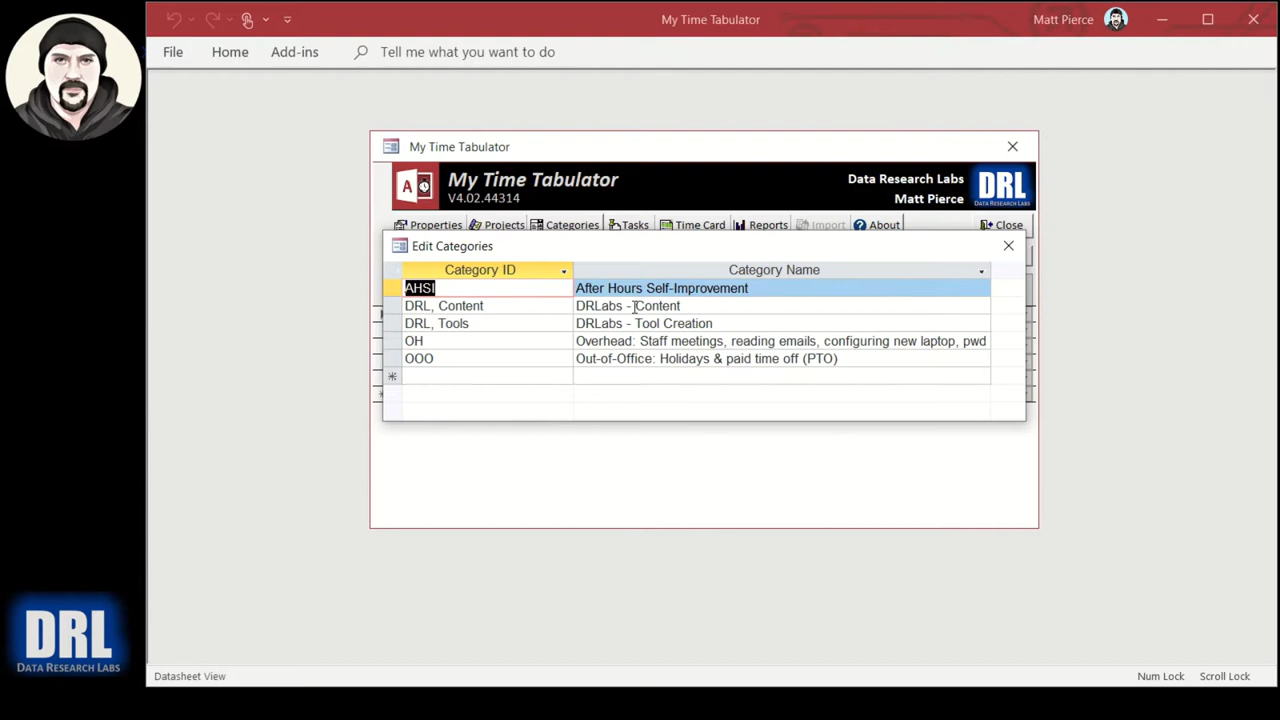 My Time Tabulator
Matt Pierce
File
Home
Add-ins
Tell me what you want to do
My Time Tabulator
A
My Time Tabulator
V4.02.44314
Data Research Labs
Matt Pierce
DRL
DATA RESEARCH LABS
Properties
Projects
Categories
Tasks
Time Card
Reports
Import
About
Close
Edit Categories
Category ID
Category Name
AHSI
After Hours Self-Improvement
DRL, Content
DRLabs - Content
DRL, Tools
DRLabs - Tool Creation
OH
Overhead: Staff meetings, reading emails, configuring new laptop, pwd
OOO
Out-of-Office: Holidays & paid time off (PTO)
DRL
DATA RESEARCH LABS
Datasheet View
Num Lock
Scroll Lock